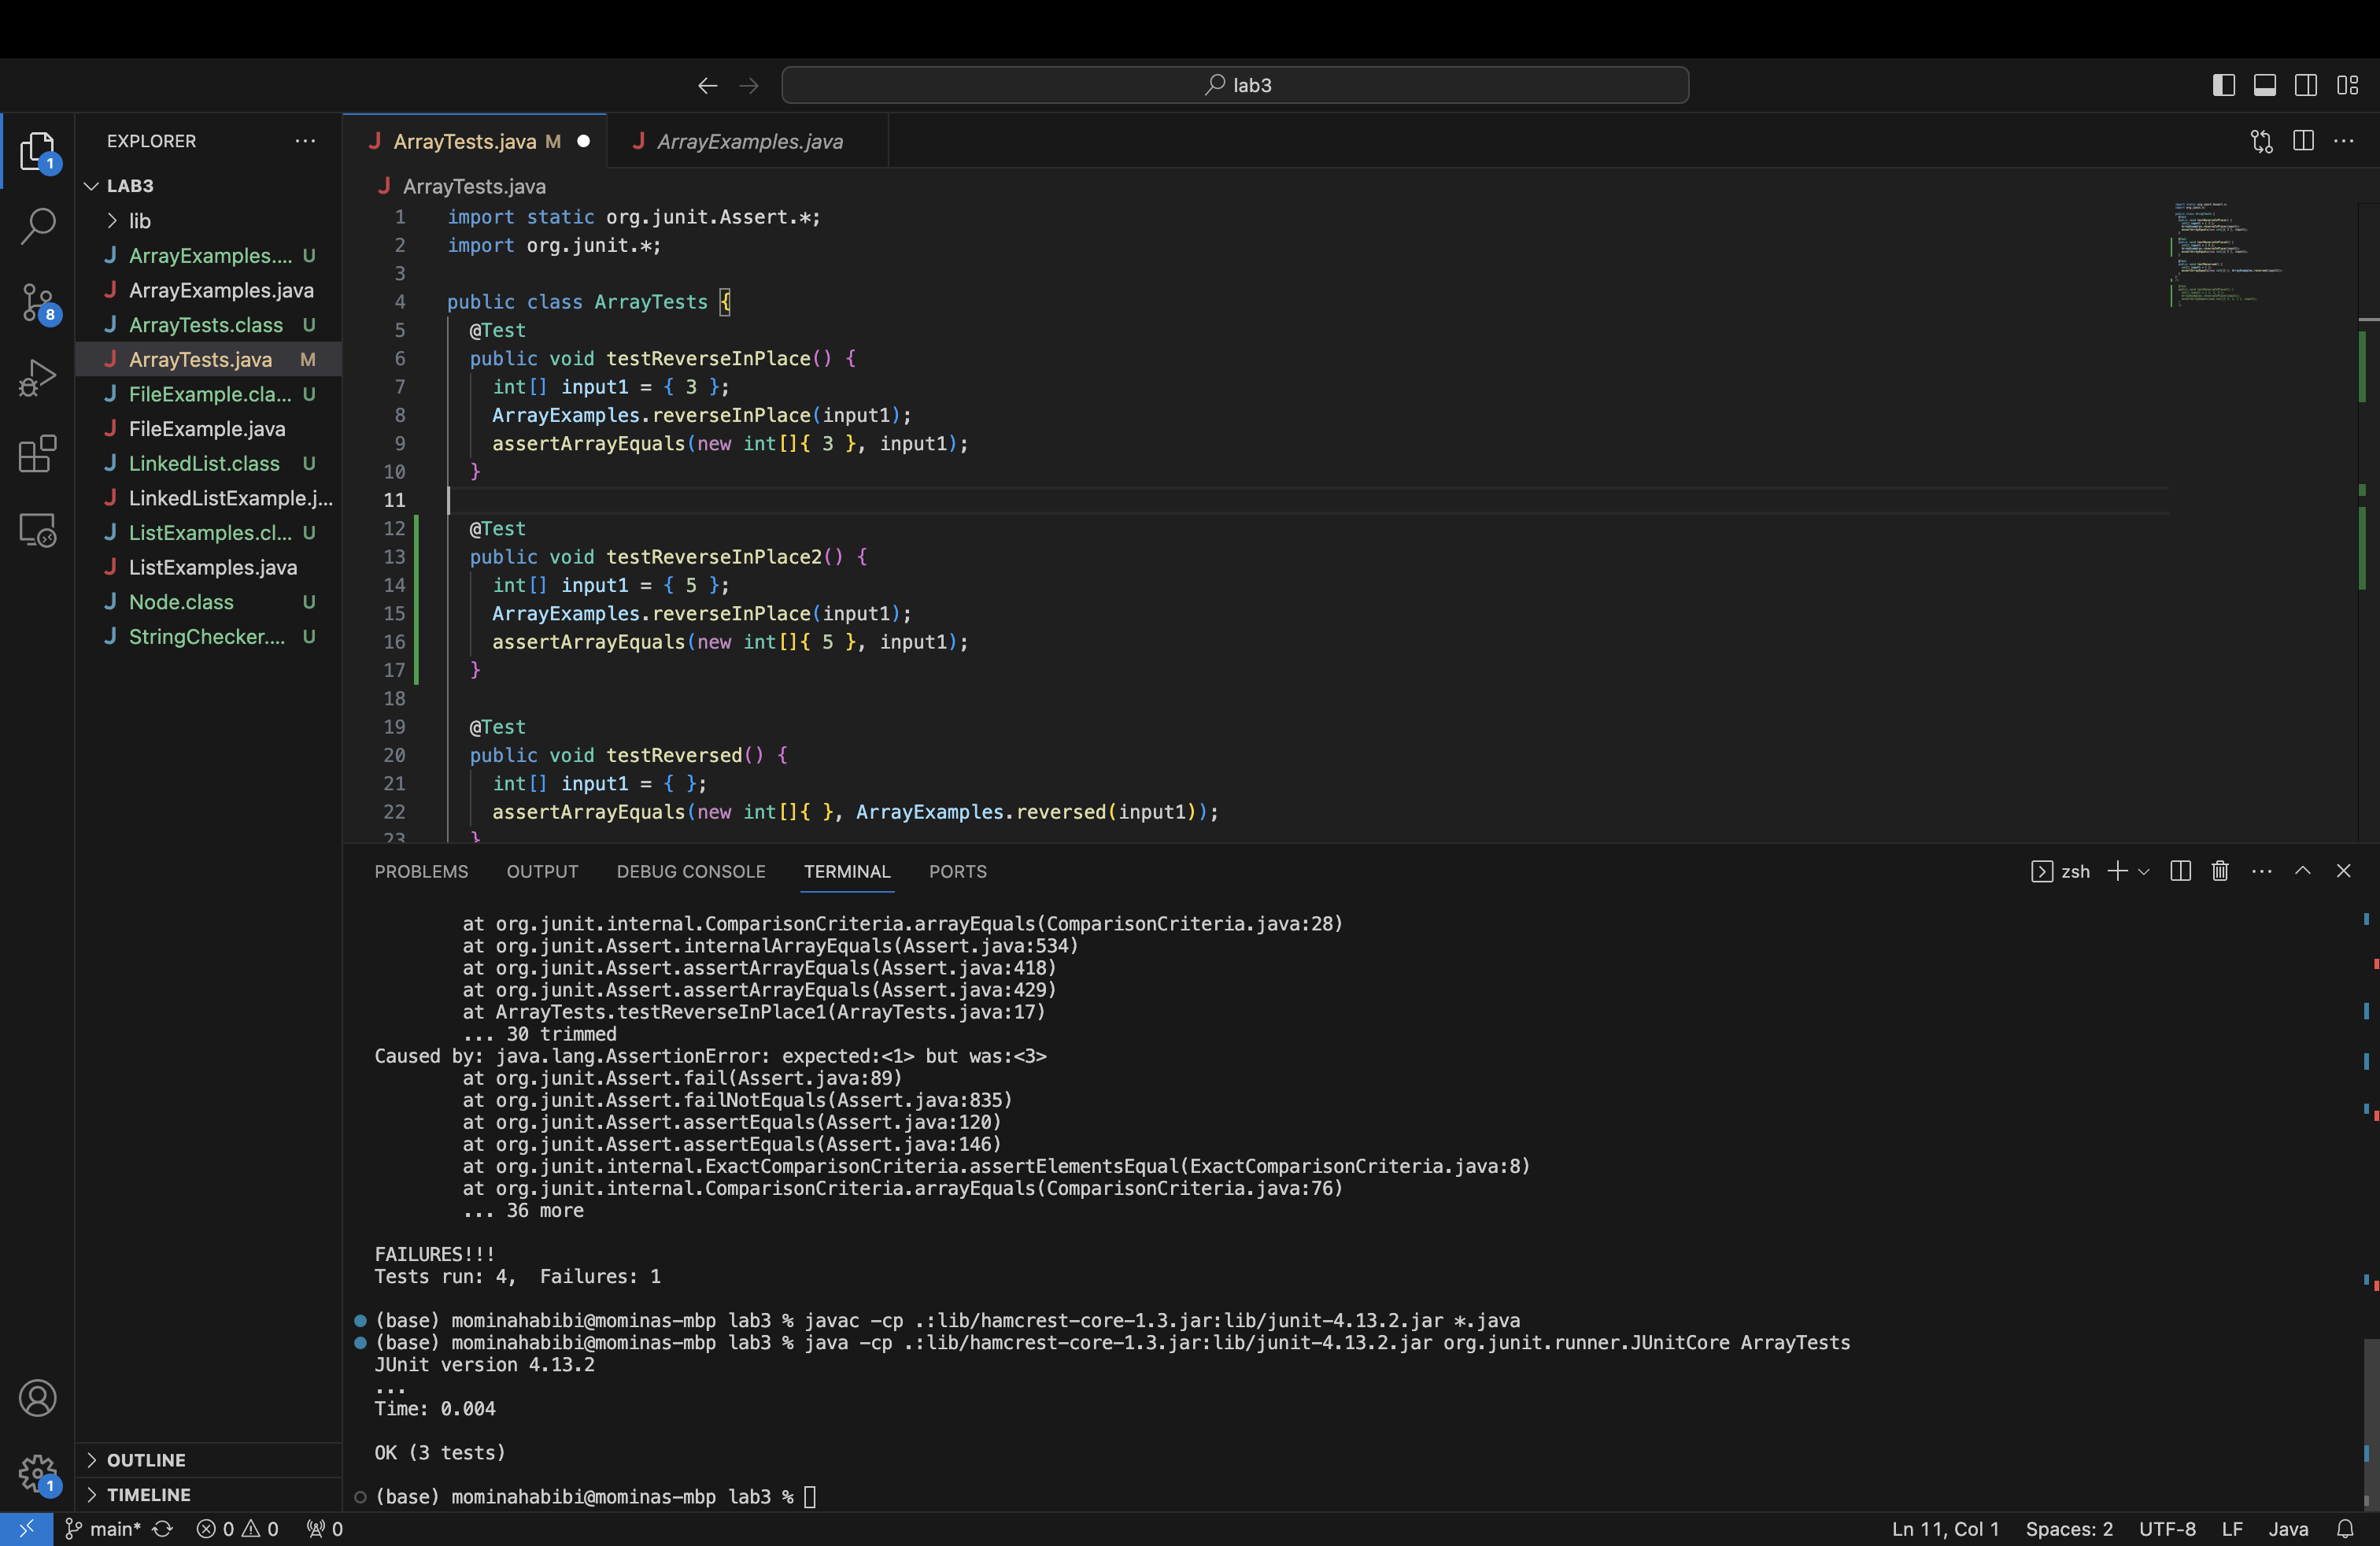 lab3
EXPLORER
LAB3
lib
ArrayExamples.... U
ArrayExamples.java
ArrayTests.class U
ArrayTests.java M
FileExample.cla... U
FileExample.java
LinkedList.class U
LinkedListExample.j...
ListExamples.cl... U
ListExamples.java
Node.class U
StringChecker.... U
OUTLINE
TIMELINE
1
8
1
ArrayTests.java M
ArrayExamples.java
ArrayTests.java
1 import static org.junit.Assert.*;
2 import org.junit.*;
3
4 public class ArrayTests {
5 @Test
6 public void testReverseInPlace() {
7 int[] input1 = { 3 };
8 ArrayExamples.reverseInPlace(input1);
9 assertArrayEquals(new int[]{ 3 }, input1);
10 }
11
12 @Test
13 public void testReverseInPlace2() {
14 int[] input1 = { 5 };
15 ArrayExamples.reverseInPlace(input1);
16 assertArrayEquals(new int[]{ 5 }, input1);
17 }
18
19 @Test
20 public void testReversed() {
21 int[] input1 = { };
22 assertArrayEquals(new int[]{ }, ArrayExamples.reversed(input1));
23 }
PROBLEMS OUTPUT DEBUG CONSOLE TERMINAL PORTS
zsh
at org.junit.internal.ComparisonCriteria.arrayEquals(ComparisonCriteria.java:28)
at org.junit.Assert.internalArrayEquals(Assert.java:534)
at org.junit.Assert.assertArrayEquals(Assert.java:418)
at org.junit.Assert.assertArrayEquals(Assert.java:429)
at ArrayTests.testReverseInPlace1(ArrayTests.java:17)
... 30 trimmed
Caused by: java.lang.AssertionError: expected:<1> but was:<3>
at org.junit.Assert.fail(Assert.java:89)
at org.junit.Assert.failNotEquals(Assert.java:835)
at org.junit.Assert.assertEquals(Assert.java:120)
at org.junit.Assert.assertEquals(Assert.java:146)
at org.junit.internal.ExactComparisonCriteria.assertElementsEqual(ExactComparisonCriteria.java:8)
at org.junit.internal.ComparisonCriteria.arrayEquals(ComparisonCriteria.java:76)
... 36 more
FAILURES!!!
Tests run: 4,  Failures: 1
(base) mominahabibi@mominas-mbp lab3 % javac -cp .:lib/hamcrest-core-1.3.jar:lib/junit-4.13.2.jar *.java
(base) mominahabibi@mominas-mbp lab3 % java -cp .:lib/hamcrest-core-1.3.jar:lib/junit-4.13.2.jar org.junit.runner.JUnitCore ArrayTests
JUnit version 4.13.2
...
Time: 0.004
OK (3 tests)
(base) mominahabibi@mominas-mbp lab3 %
main* 0 0 0 Ln 11, Col 1 Spaces: 2 UTF-8 LF Java